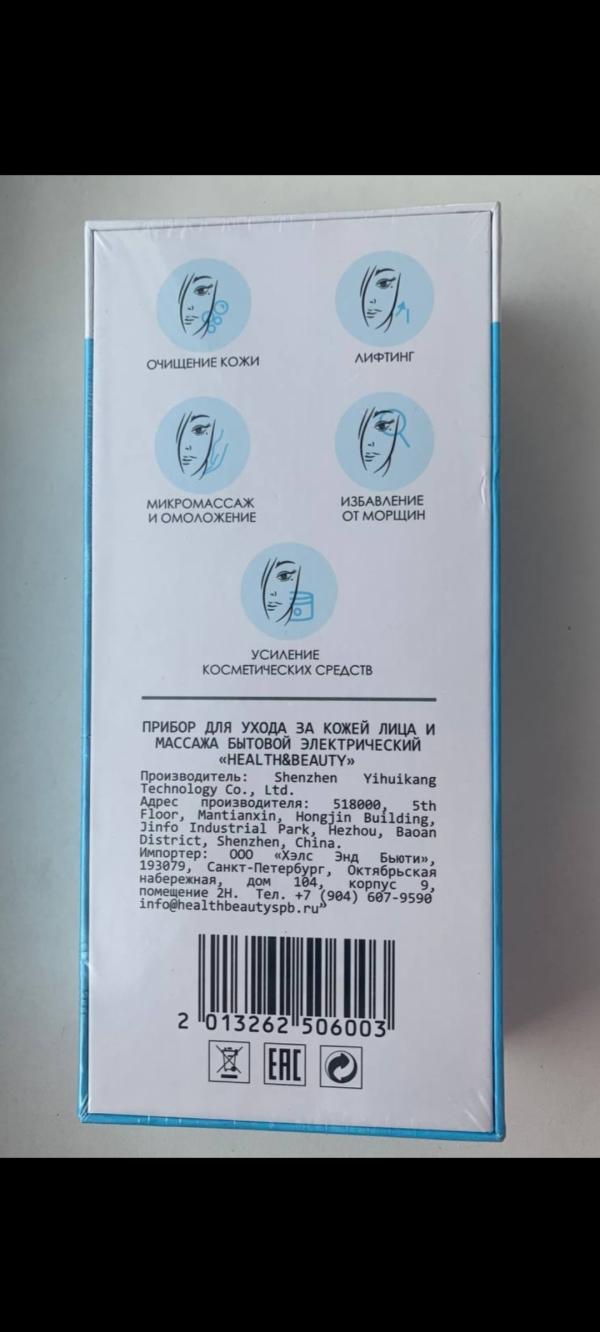 ОЧИЩЕНИЕ КОЖИ
ЛИФТИНГ
МИКРОМАССАЖ
И ОМОЛОЖЕНИЕ
ИЗБАВЛЕНИЕ
ОТ МОРЩИН
УСИЛЕНИЕ
КОСМЕТИЧЕСКИХ СРЕДСТВ
ПРИБОР ДЛЯ УХОДА ЗА КОЖЕЙ ЛИЦА И
МАССАЖА БЫТОВОЙ ЭЛЕКТРИЧЕСКИЙ
«HEALTH&BEAUTY»
Производитель: Shenzhen Yihuikang
Technology Co., Ltd.
Адрес производителя: 518000, 5th
Floor, Mantianxin, Hongjin Building,
Jinfo Industrial Park, Hezhou, Baoan
District, Shenzhen, China.
Импортер: ООО «Хэлс Энд Бьюти»,
193079, Санкт-Петербург, Октябрьская
набережная, дом 104, корпус 9,
помещение 2Н. Тел. +7 (904) 607-9590
info@healthbeautyspb.ru”
2 013262 506003
EAC